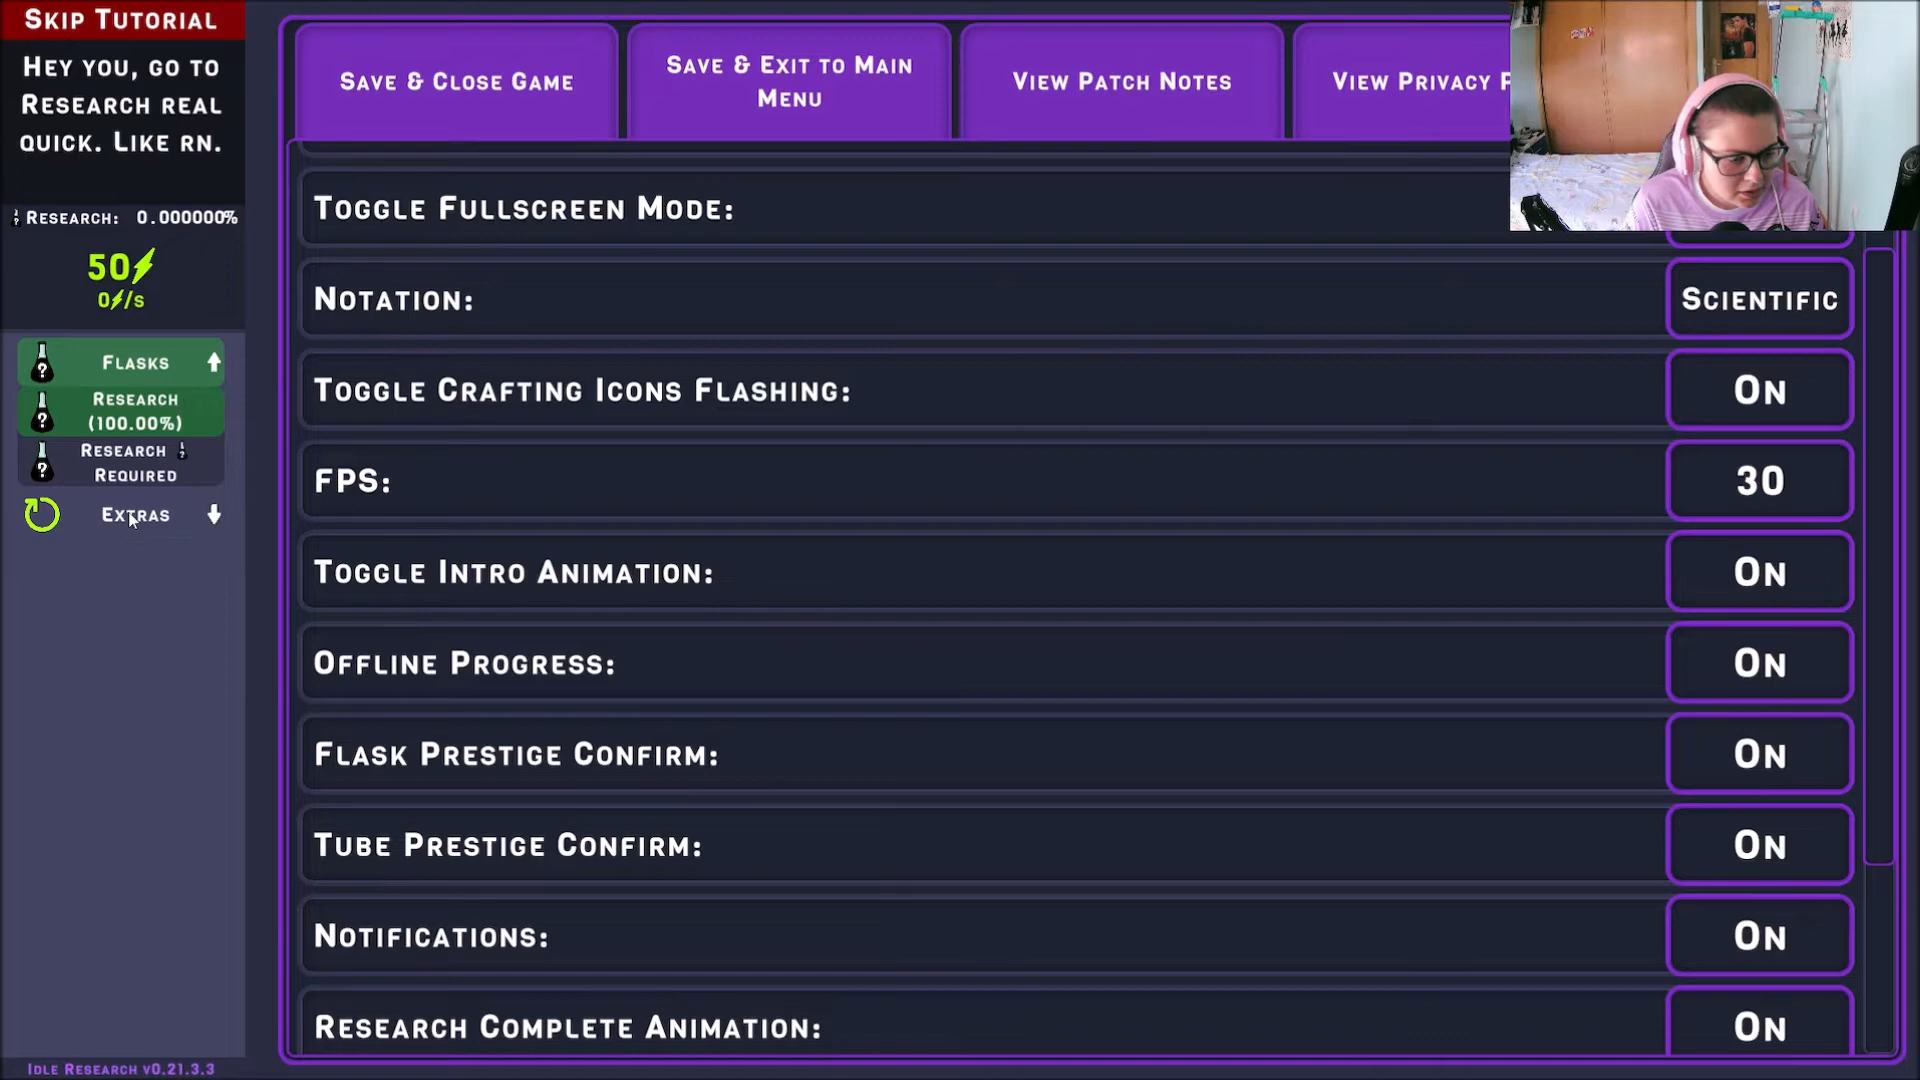 Skip Tutorial
Hey you, go to
Research real
quick. Like rn.
Research: 0.000000%
50
0/s
Flasks
Research
(100.00%)
Research
Required
Extras
Idle Research v0.21.3.3
Save & Close Game
Save & Exit to Main
Menu
View Patch Notes
View Privacy
Toggle Fullscreen Mode:
Notation:
Scientific
Toggle Crafting Icons Flashing:
On
FPS:
30
Toggle Intro Animation:
On
Offline Progress:
On
Flask Prestige Confirm:
On
Tube Prestige Confirm:
On
Notifications:
On
Research Complete Animation:
On